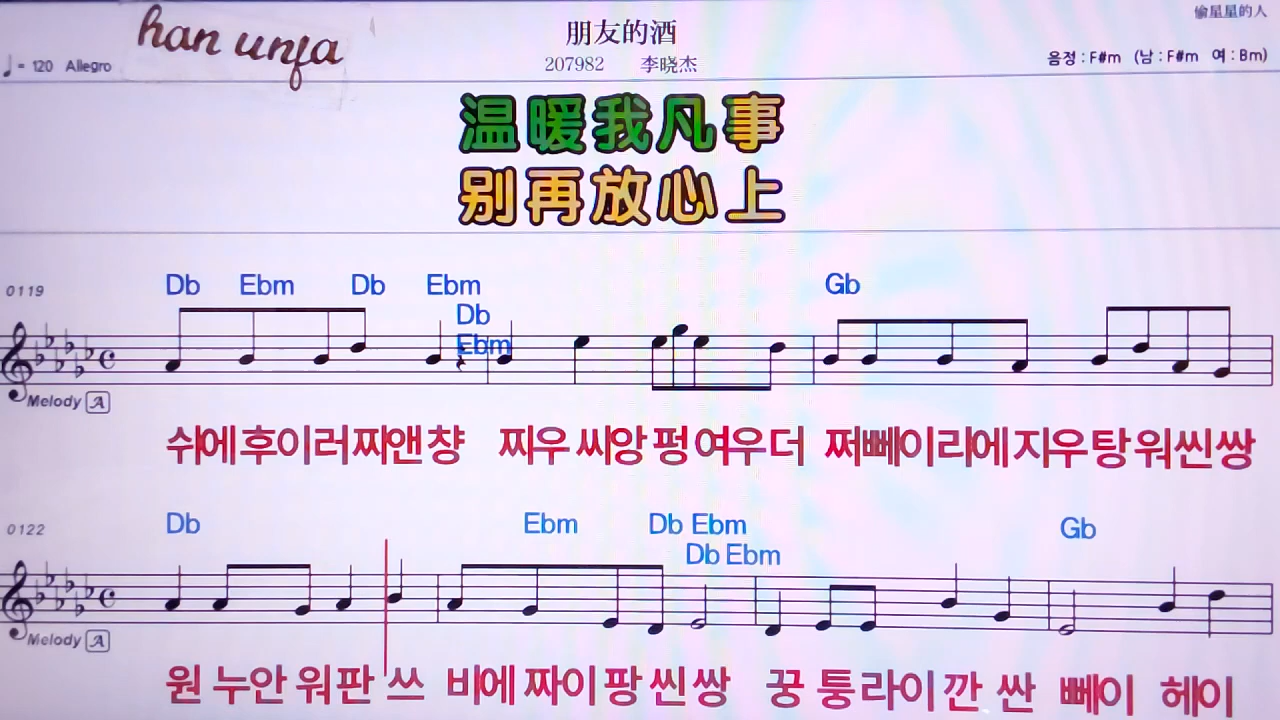 偷星星的人
han unfa
朋友的酒
207982 李晓杰
♩= 120 Allegro
음정 : F#m (남 : F#m 여 : Bm)
温暖我凡事
别再放心上
0119
Db Ebm Db Ebm Gb
Db
Ebm
Melody A
쉬에후이러찌앤챵 찌우 씨앙 펑 여우 더 쩌뻬이리에 지우탕 워씬쌍
0122
Db Ebm Db Ebm Gb
Db Ebm
Melody A
원 누안 워 판 쓰 비에 짜이 팡 씬 쌍 꿍 퉁 라이 깐 싼 뻬이 헤이